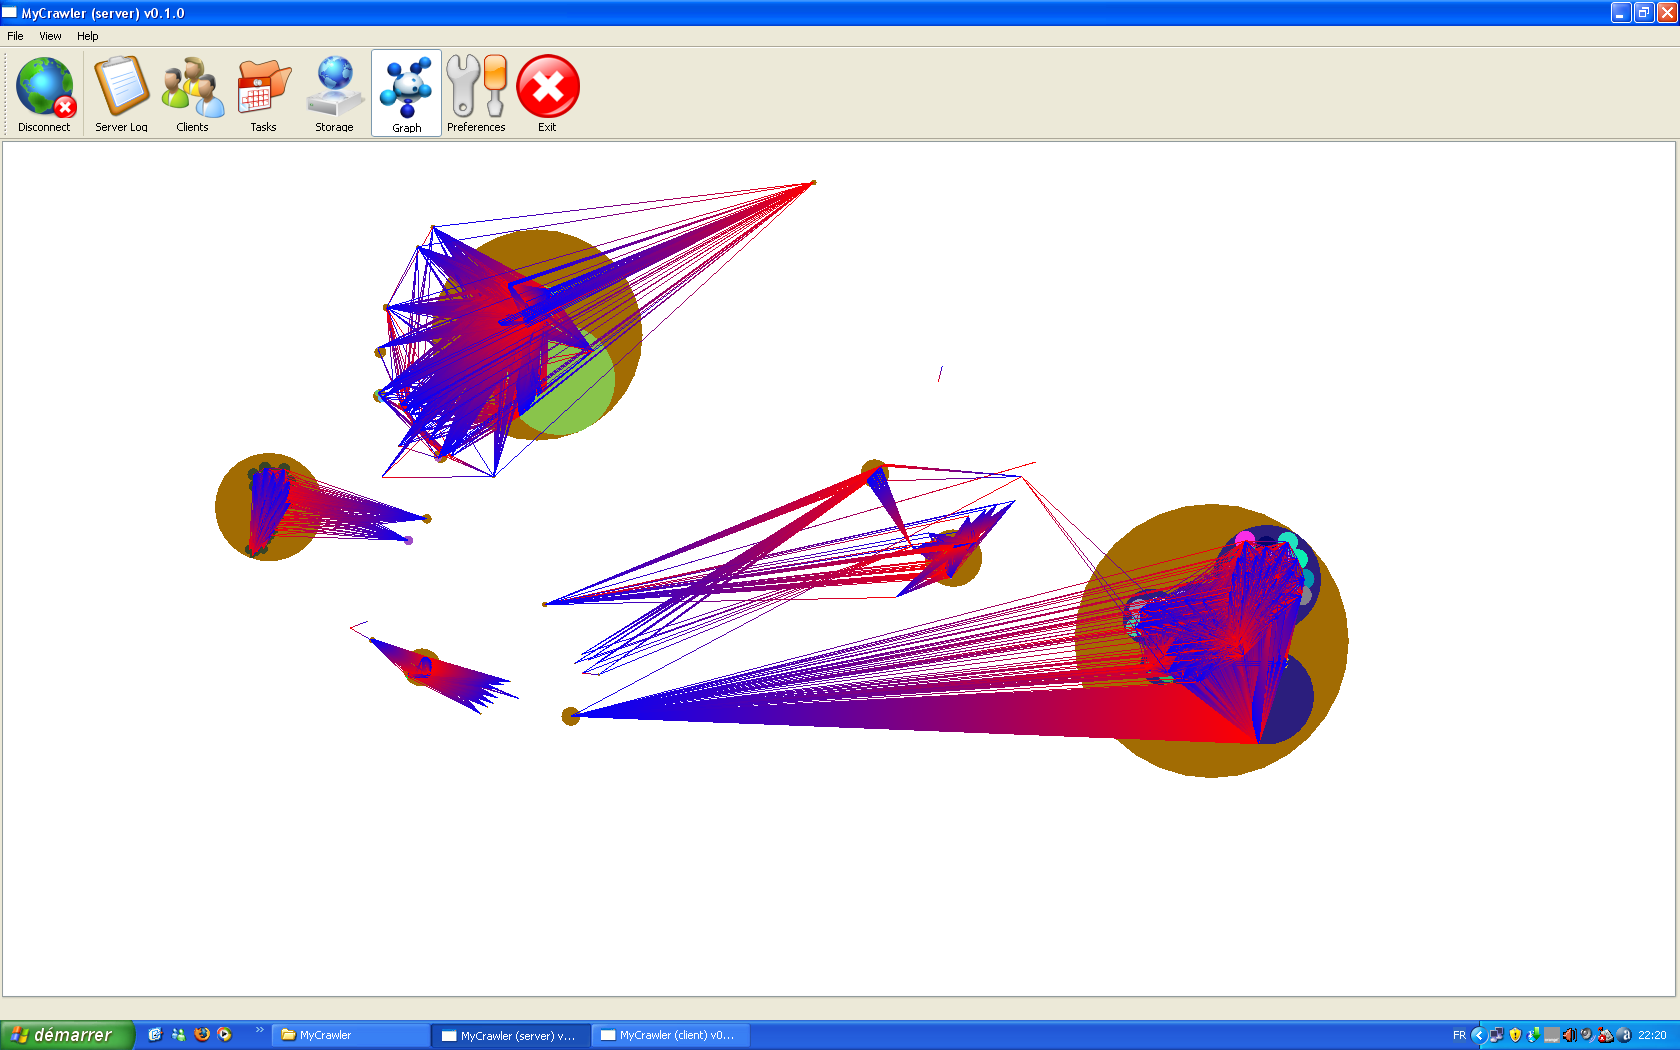 MyCrawler (server) v0.1.0
File View Help
Disconnect Server Log Clients Tasks Storage Graph Preferences Exit
démarrer » MyCrawler MyCrawler (server) v... MyCrawler (client) v0... FR 22:20